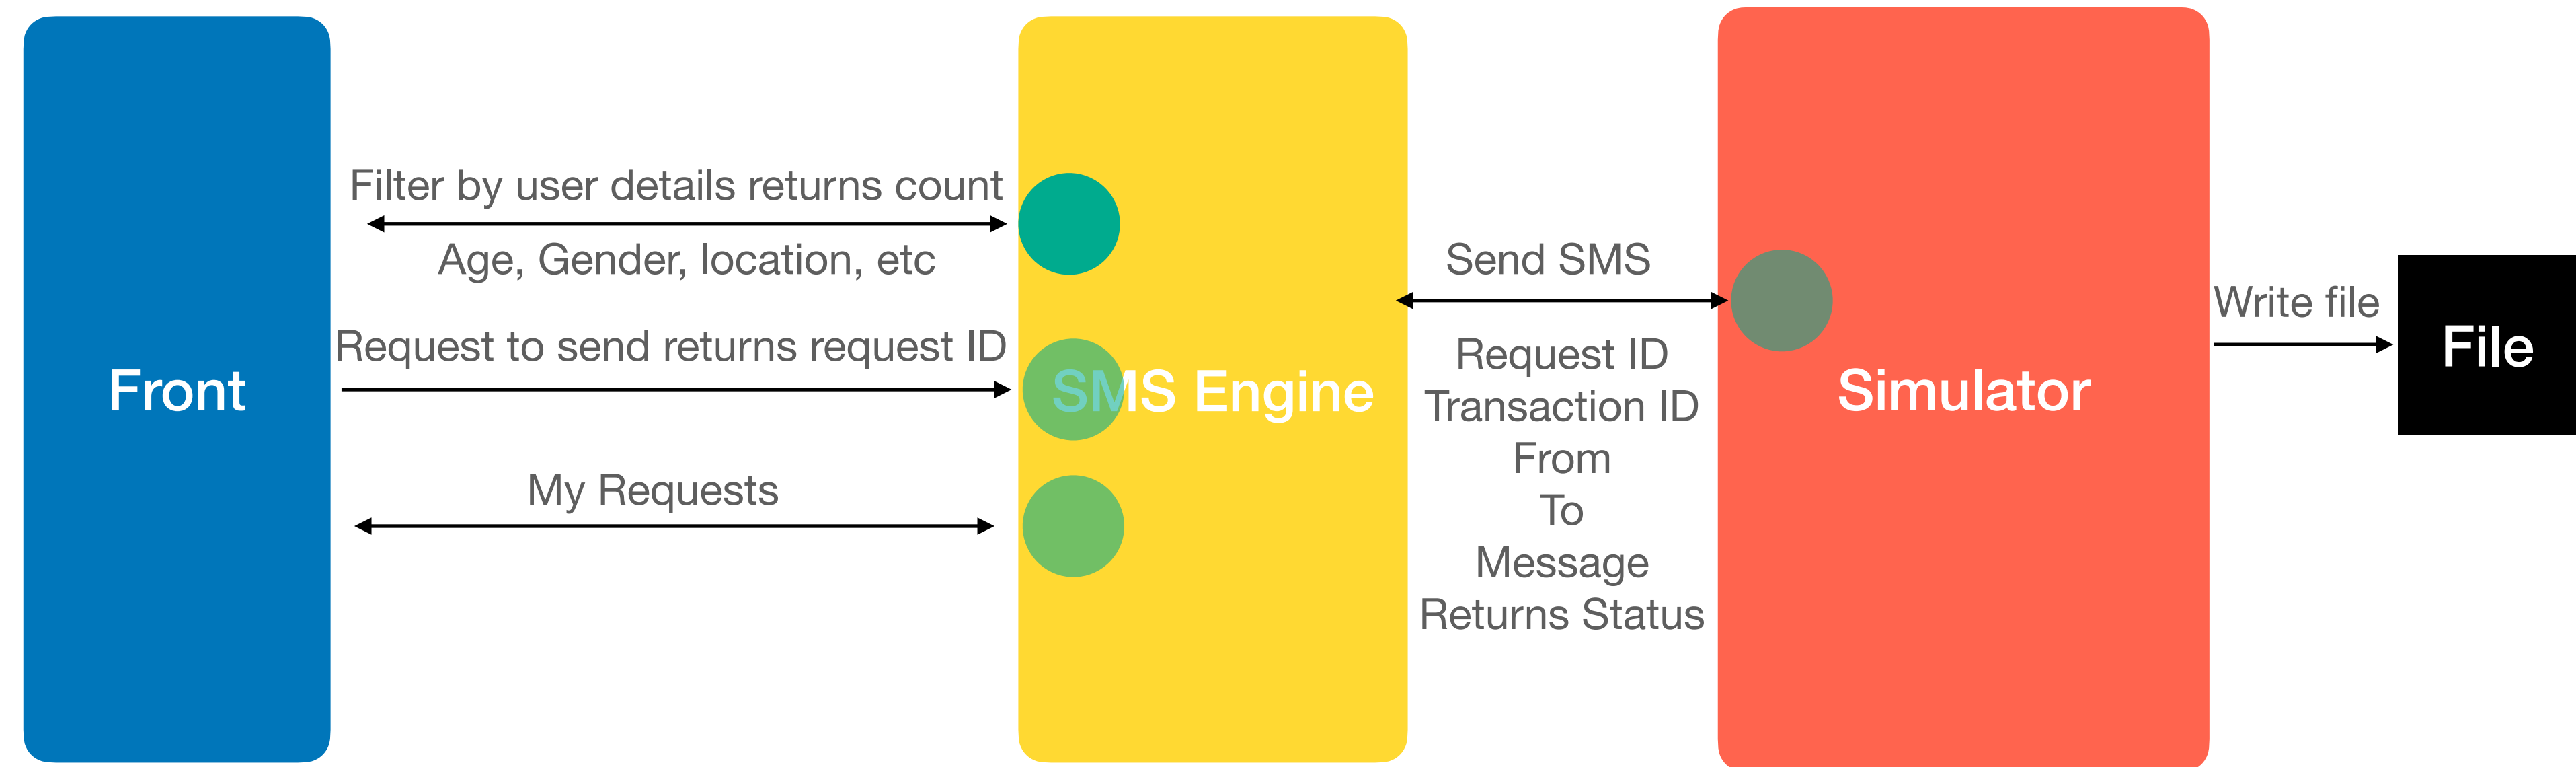 Front
Filter by user details returns count
Age, Gender, location, etc
Request to send returns request ID
My Requests
SMS Engine
Send SMS
Request ID
Transaction ID
From
To
Message
Returns Status
Simulator
Write file
File